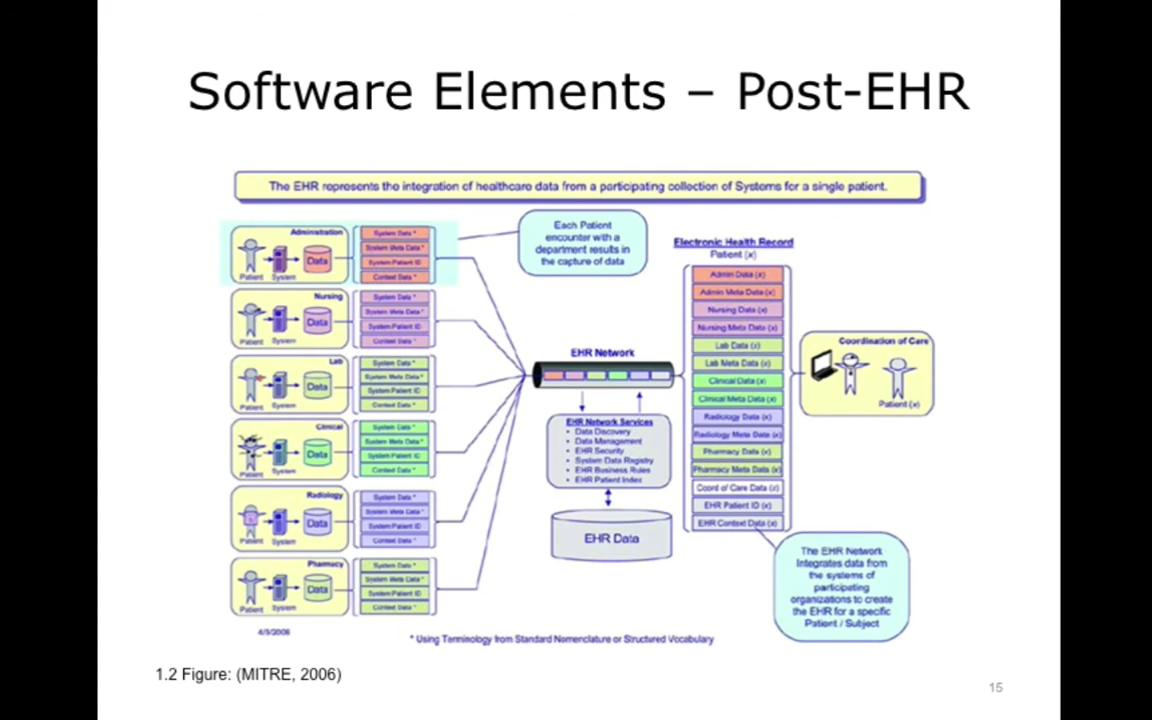 Software Elements – Post-EHR
The EHR represents the integration of healthcare data from a participating collection of Systems for a single patient.
Administration
Patient
System
Data
System Data *
System Meta Data *
System Patient ID
Context Data *
Nursing
Patient
System
Data
System Data *
System Meta Data *
System Patient ID
Context Data *
Lab
Patient
System
Data
System Data *
System Meta Data *
System Patient ID
Context Data *
Clinical
Patient
System
Data
System Data *
System Meta Data *
System Patient ID
Context Data *
Radiology
Patient
System
Data
System Data *
System Meta Data *
System Patient ID
Context Data *
Pharmacy
Patient
System
Data
System Data *
System Meta Data *
System Patient ID
Context Data *
Each Patient
encounter with a
department results in
the capture of data
EHR Network
EHR Network Services
• Data Discovery
• Data Management
• EHR Security
• System Data Registry
• EHR Business Rules
• EHR Patient Index
EHR Data
Electronic Health Record
Patient (x)
Admin Data (x)
Admin Meta Data (x)
Nursing Data (x)
Nursing Meta Data (x)
Lab Data (x)
Lab Meta Data (x)
Clinical Data (x)
Clinical Meta Data (x)
Radiology Data (x)
Radiology Meta Data (x)
Pharmacy Data (x)
Pharmacy Meta Data (x)
Coord of Care Data (x)
EHR Patient ID (x)
EHR Context Data (x)
Coordination of Care
Patient (x)
The EHR Network
Integrates data from
the systems of
participating
organizations to create
the EHR for a specific
Patient / Subject
4/5/2006
* Using Terminology from Standard Nomenclature or Structured Vocabulary
1.2 Figure: (MITRE, 2006)
15